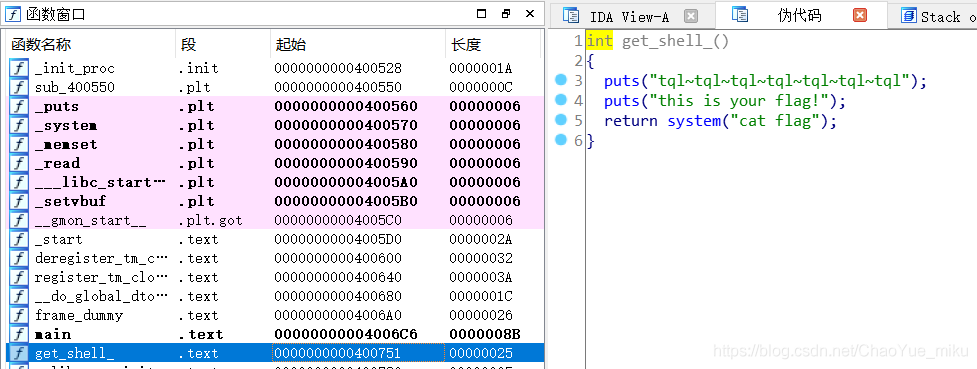 函数窗口
函数名称 段 起始 长度
_init_proc .init 0000000000400528 0000001A
sub_400550 .plt 0000000000400550 0000000C
_puts .plt 0000000000400560 00000006
_system .plt 0000000000400570 00000006
_memset .plt 0000000000400580 00000006
_read .plt 0000000000400590 00000006
___libc_start… .plt 00000000004005A0 00000006
_setvbuf .plt 00000000004005B0 00000006
__gmon_start__ .plt.got 00000000004005C0 00000006
_start .text 00000000004005D0 0000002A
deregister_tm_c… .text 0000000000400600 00000032
register_tm_clo… .text 0000000000400640 0000003A
__do_global_dto… .text 0000000000400680 0000001C
frame_dummy .text 00000000004006A0 00000026
main .text 00000000004006C6 0000008B
get_shell_ .text 0000000000400751 00000025
IDA View-A 伪代码 Stack o
1 int get_shell_()
2 {
3 puts("tql~tql~tql~tql~tql~tql~tql");
4 puts("this is your flag!");
5 return system("cat flag");
6 }
https://blog.csdn.net/ChaoYue_miku